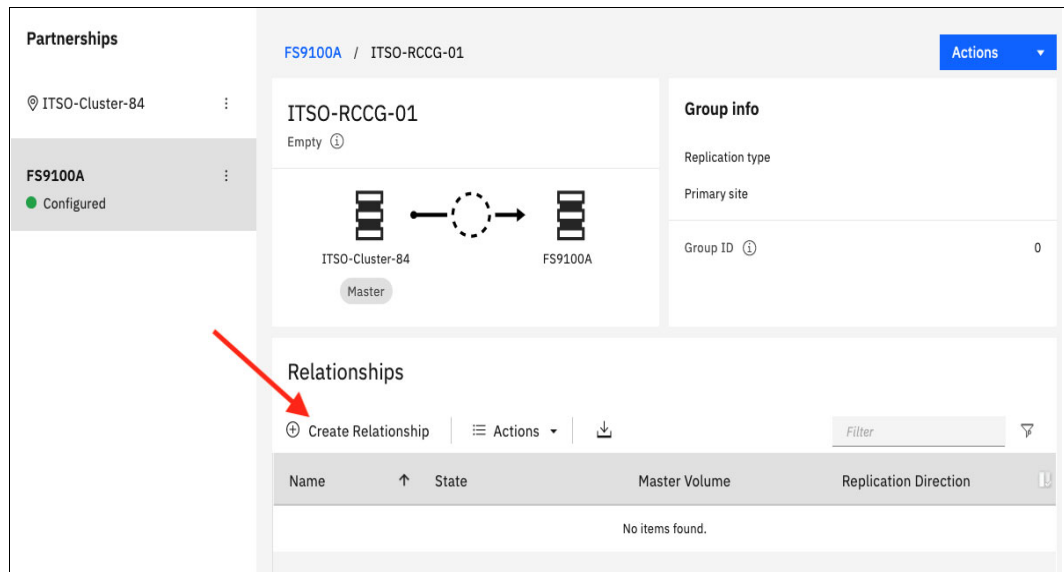 Partnerships
ITSO-Cluster-84
FS9100A
Configured
FS9100A / ITSO-RCCG-01
Actions
ITSO-RCCG-01
Empty
ITSO-Cluster-84
FS9100A
Master
Group info
Replication type
Primary site
Group ID 0
Relationships
Create Relationship Actions Filter
Name State Master Volume Replication Direction
No items found.